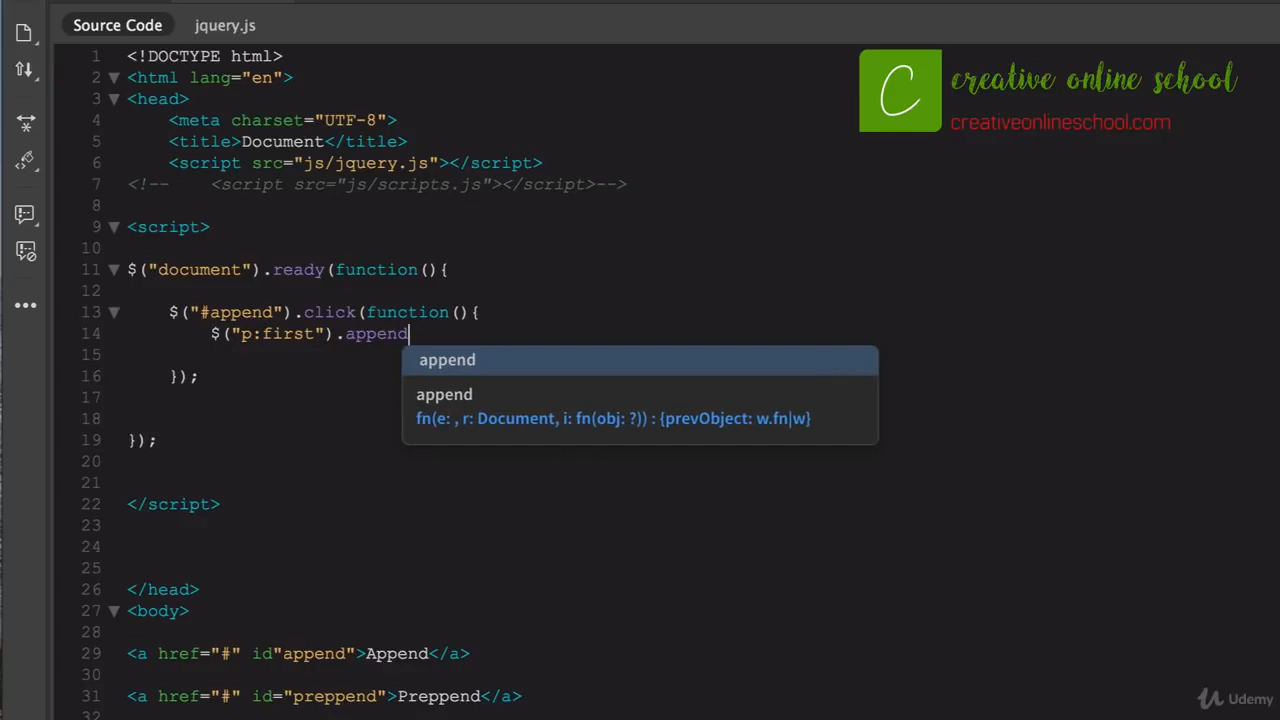 Source Code jquery.js
C creative online school
creativeonlineschool.com
1 <!DOCTYPE html>
2 <html lang="en">
3 <head>
4 <meta charset="UTF-8">
5 <title>Document</title>
6 <script src="js/jquery.js"></script>
7 <!-- <script src="js/scripts.js"></script>-->
8
9 <script>
10
11 $("document").ready(function(){
12
13 $("#append").click(function(){
14 $("p:first").append
append
15
append
16 });
fn(e: , r: Document, i: fn(obj: ?)) : {prevObject: w.fn|w}
17
18
19 });
20
21
22 </script>
23
24
25
26 </head>
27 <body>
28
29 <a href="#" id"append">Append</a>
30
31 <a href="#" id="preppend">Preppend</a>
32
Udemy